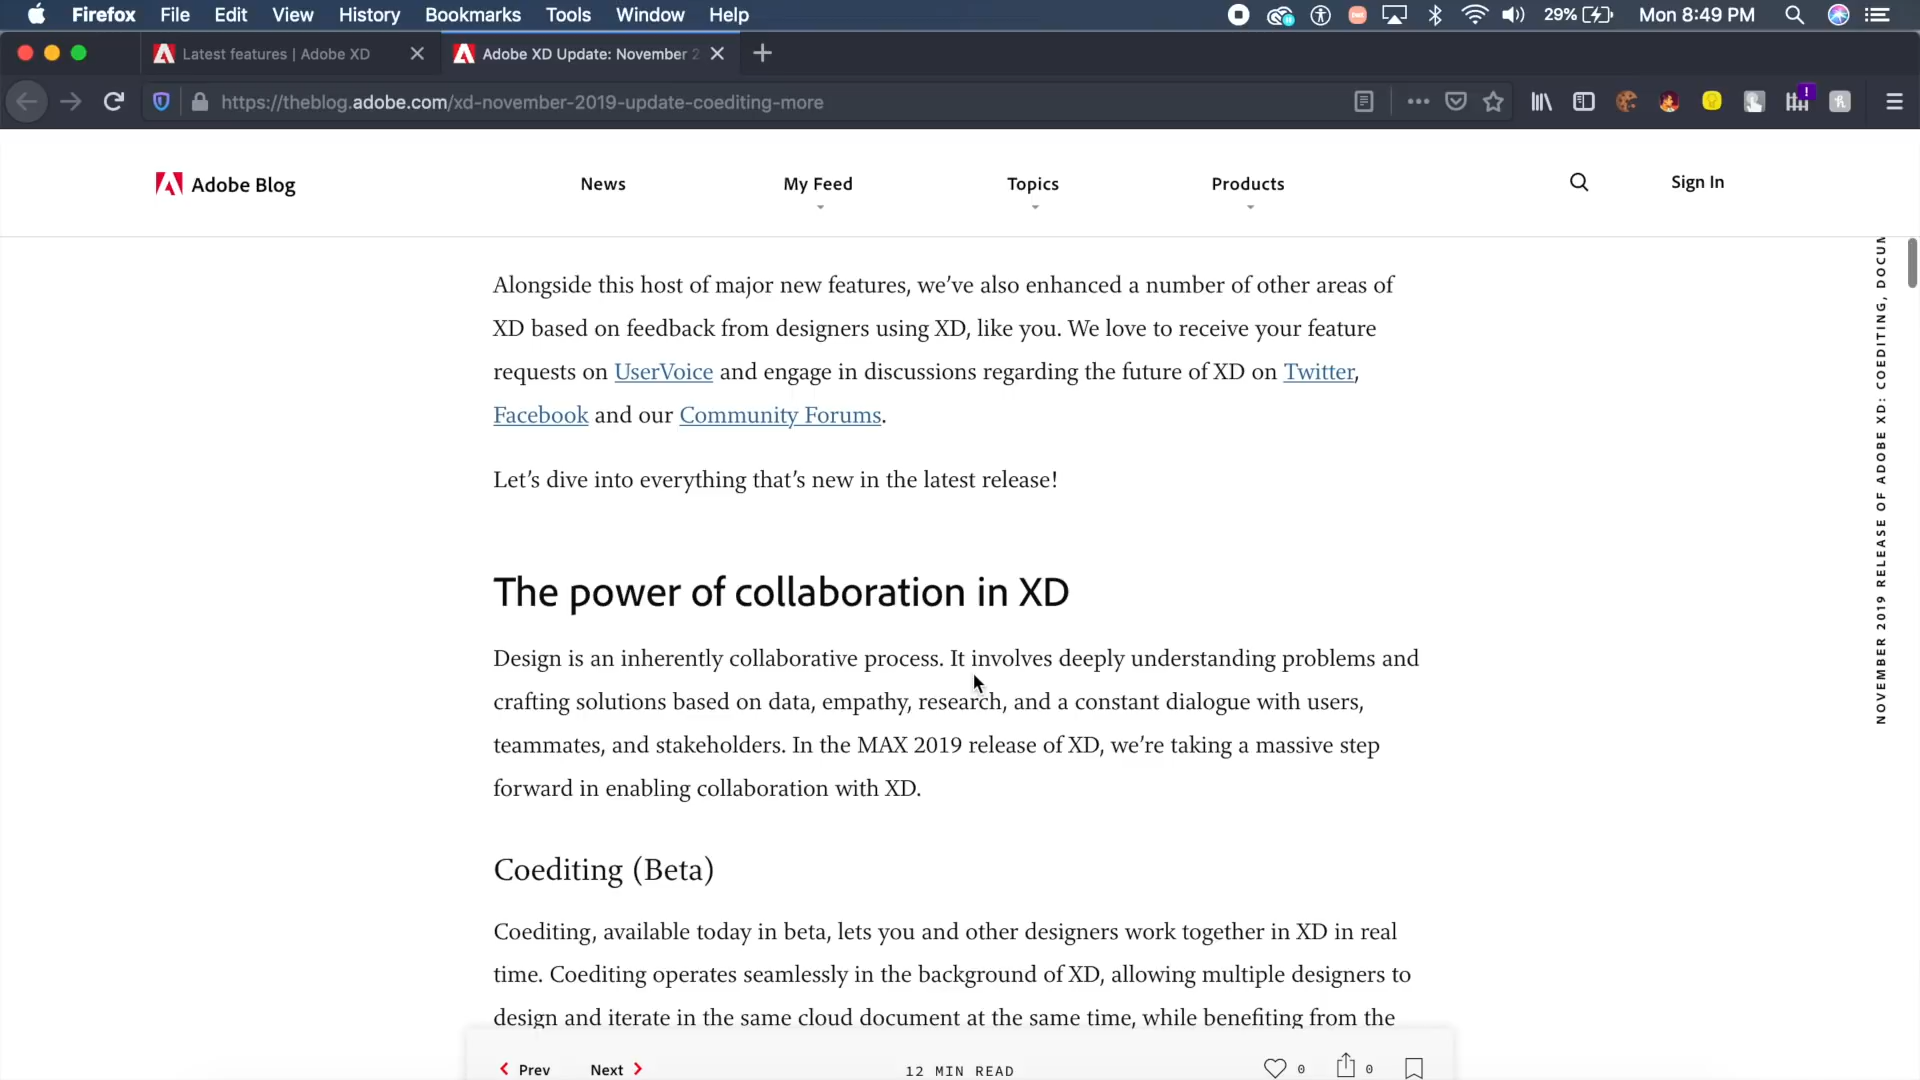 Firefox File Edit View History Bookmarks Tools Window Help 29% Mon 8:49 PM
Latest features | Adobe XD Adobe XD Update: November 2
https://theblog.adobe.com/xd-november-2019-update-coediting-more
Adobe Blog News My Feed Topics Products Sign In
Alongside this host of major new features, we’ve also enhanced a number of other areas of
XD based on feedback from designers using XD, like you. We love to receive your feature
requests on UserVoice and engage in discussions regarding the future of XD on Twitter,
Facebook and our Community Forums.
Let’s dive into everything that’s new in the latest release!
The power of collaboration in XD
Design is an inherently collaborative process. It involves deeply understanding problems and
crafting solutions based on data, empathy, research, and a constant dialogue with users,
teammates, and stakeholders. In the MAX 2019 release of XD, we’re taking a massive step
forward in enabling collaboration with XD.
Coediting (Beta)
Coediting, available today in beta, lets you and other designers work together in XD in real
time. Coediting operates seamlessly in the background of XD, allowing multiple designers to
design and iterate in the same cloud document at the same time, while benefiting from the
Prev Next 12 MIN READ 0 0
NOVEMBER 2019 RELEASE OF ADOBE XD: COEDITING, DOCUM